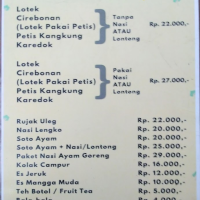 Lotek
Cirebonan
(Lotek Pakai Petis)
Petis Kangkung
Karedok
Tanpa
Nasi
ATAU
Lontong
Rp. 22.000,-
Lotek
Cirebonan
(Lotek Pakai Petis)
Petis Kangkung
Karedok
Pakai
Nasi
ATAU
Lontong
Rp. 27.000,-
Rujak Uleg Rp. 22.000,-
Nasi Lengko Rp. 20.000,-
Soto Ayam Rp. 20.000,-
Soto Ayam + Nasi/Lontong Rp. 25.000,-
Paket Nasi Ayam Goreng Rp. 29.000,-
Kolak Campur Rp. 16.000,-
Es Jeruk Rp. 12.000,-
Es Mangga Muda Rp. 10.000,-
Teh Botol / Fruit Tea Rp. 5.000,-
Rp. 4.000,-